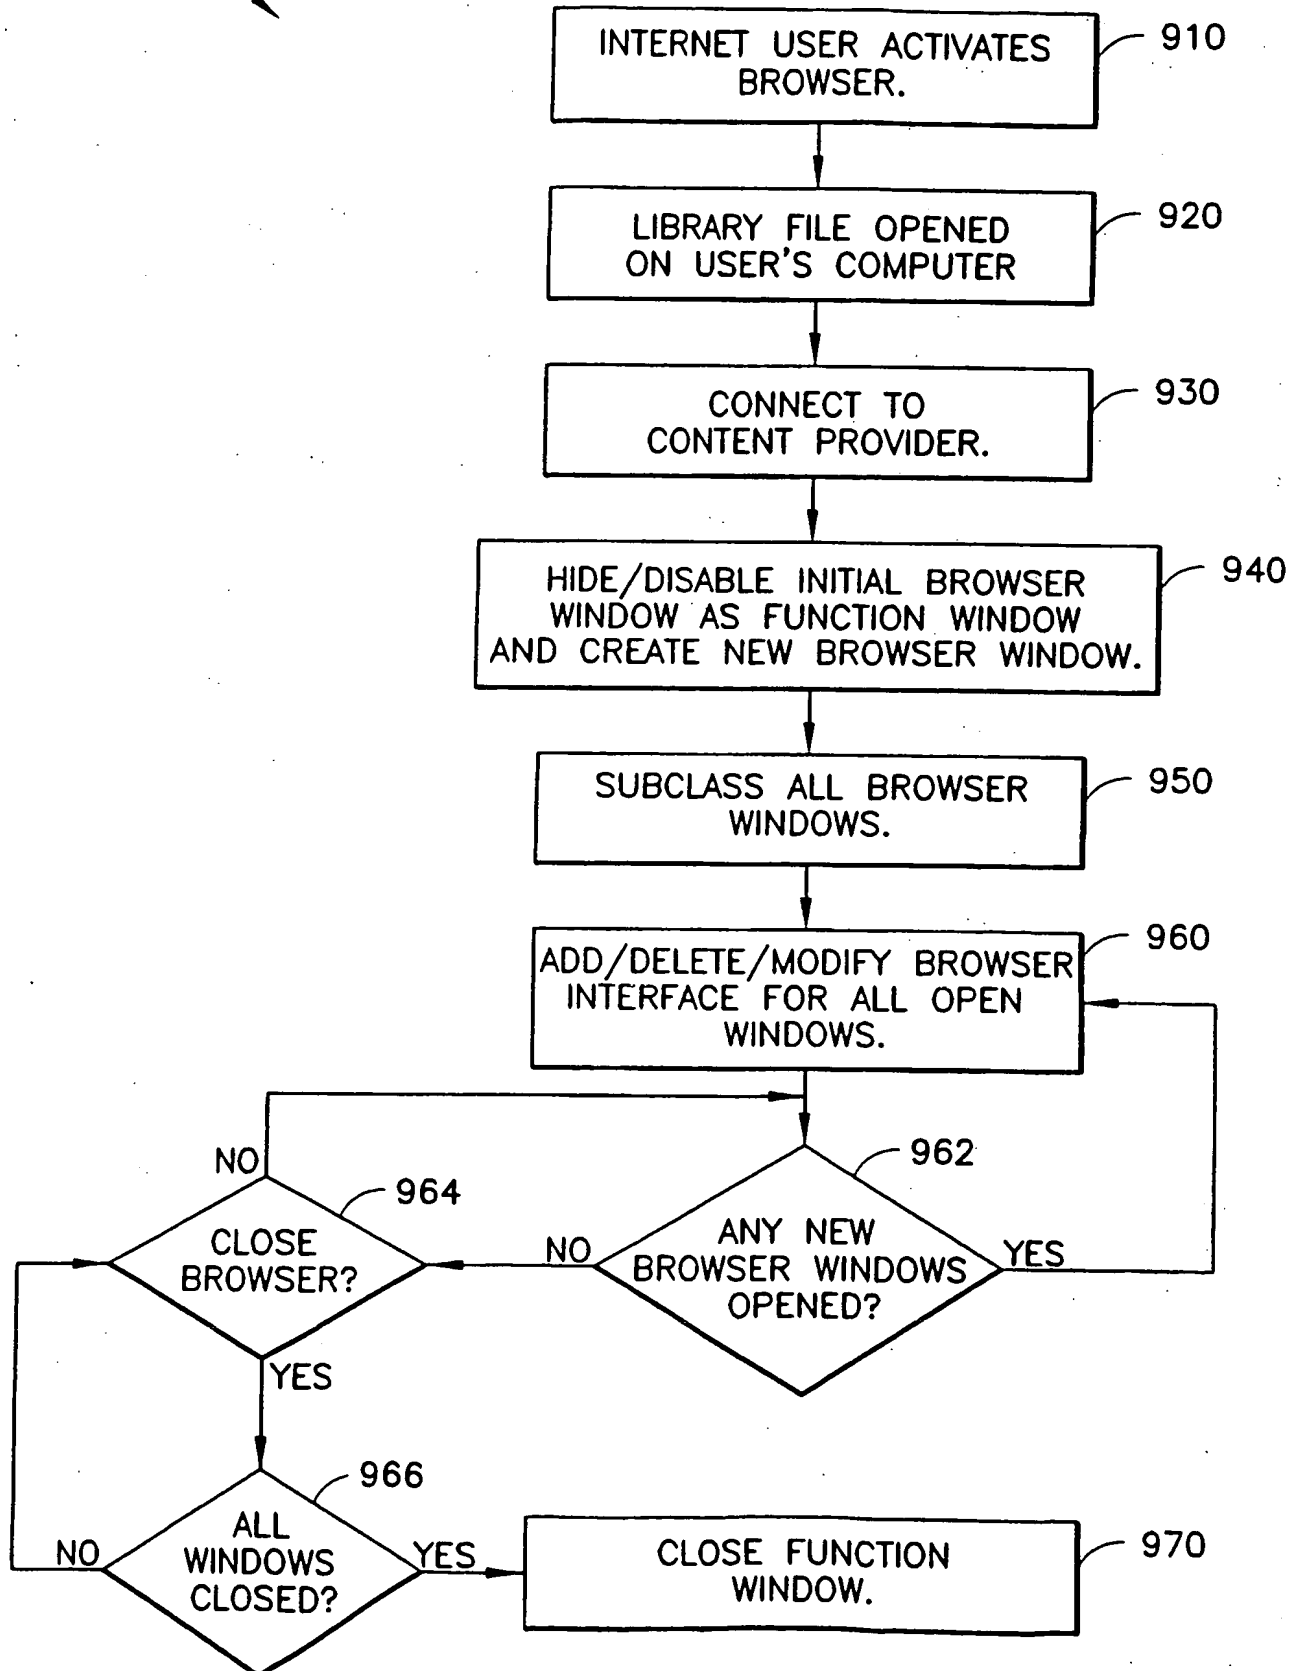 INTERNET USER ACTIVATES
BROWSER.
910
LIBRARY FILE OPENED
ON USER'S COMPUTER
920
CONNECT TO
CONTENT PROVIDER.
930
HIDE/DISABLE INITIAL BROWSER
WINDOW AS FUNCTION WINDOW
AND CREATE NEW BROWSER WINDOW.
940
SUBCLASS ALL BROWSER
WINDOWS.
950
ADD/DELETE/MODIFY BROWSER
INTERFACE FOR ALL OPEN
WINDOWS.
960
ANY NEW
BROWSER WINDOWS
OPENED?
962
YES
NO
CLOSE
BROWSER?
964
NO
YES
ALL
WINDOWS
CLOSED?
966
NO
YES
CLOSE FUNCTION
WINDOW.
970